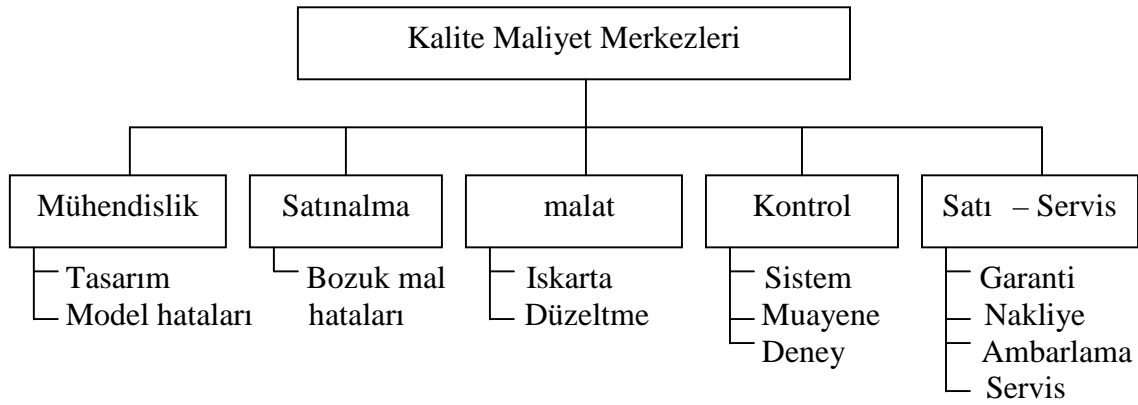 Kalite Maliyet Merkezleri
Mühendislik
Tasarım
Model hataları
Satınalma
Bozuk mal
hataları
malat
Iskarta
Düzeltme
Kontrol
Sistem
Muayene
Deney
Satı – Servis
Garanti
Nakliye
Ambarlama
Servis